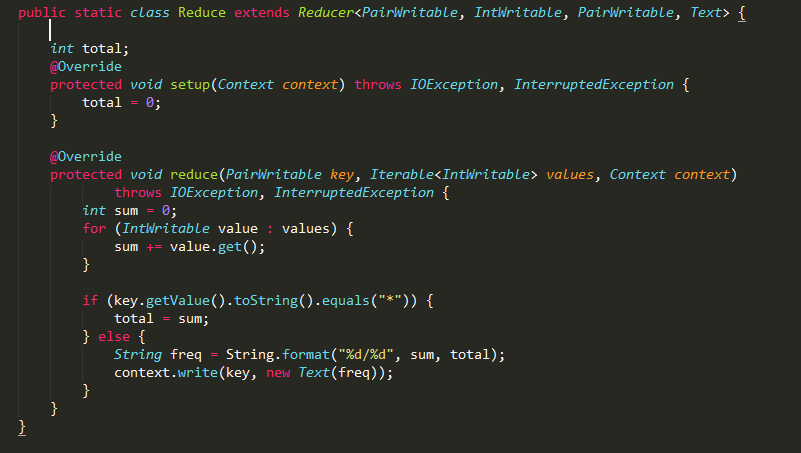 public static class Reduce extends Reducer<PairWritable, IntWritable, PairWritable, Text> {
int total;
@Override
protected void setup(Context context) throws IOException, InterruptedException {
total = 0;
}
@Override
protected void reduce(PairWritable key, Iterable<IntWritable> values, Context context)
throws IOException, InterruptedException {
int sum = 0;
for (IntWritable value : values) {
sum += value.get();
}
if (key.getValue().toString().equals("*")) {
total = sum;
} else {
String freq = String.format("%d/%d", sum, total);
context.write(key, new Text(freq));
}
}
}